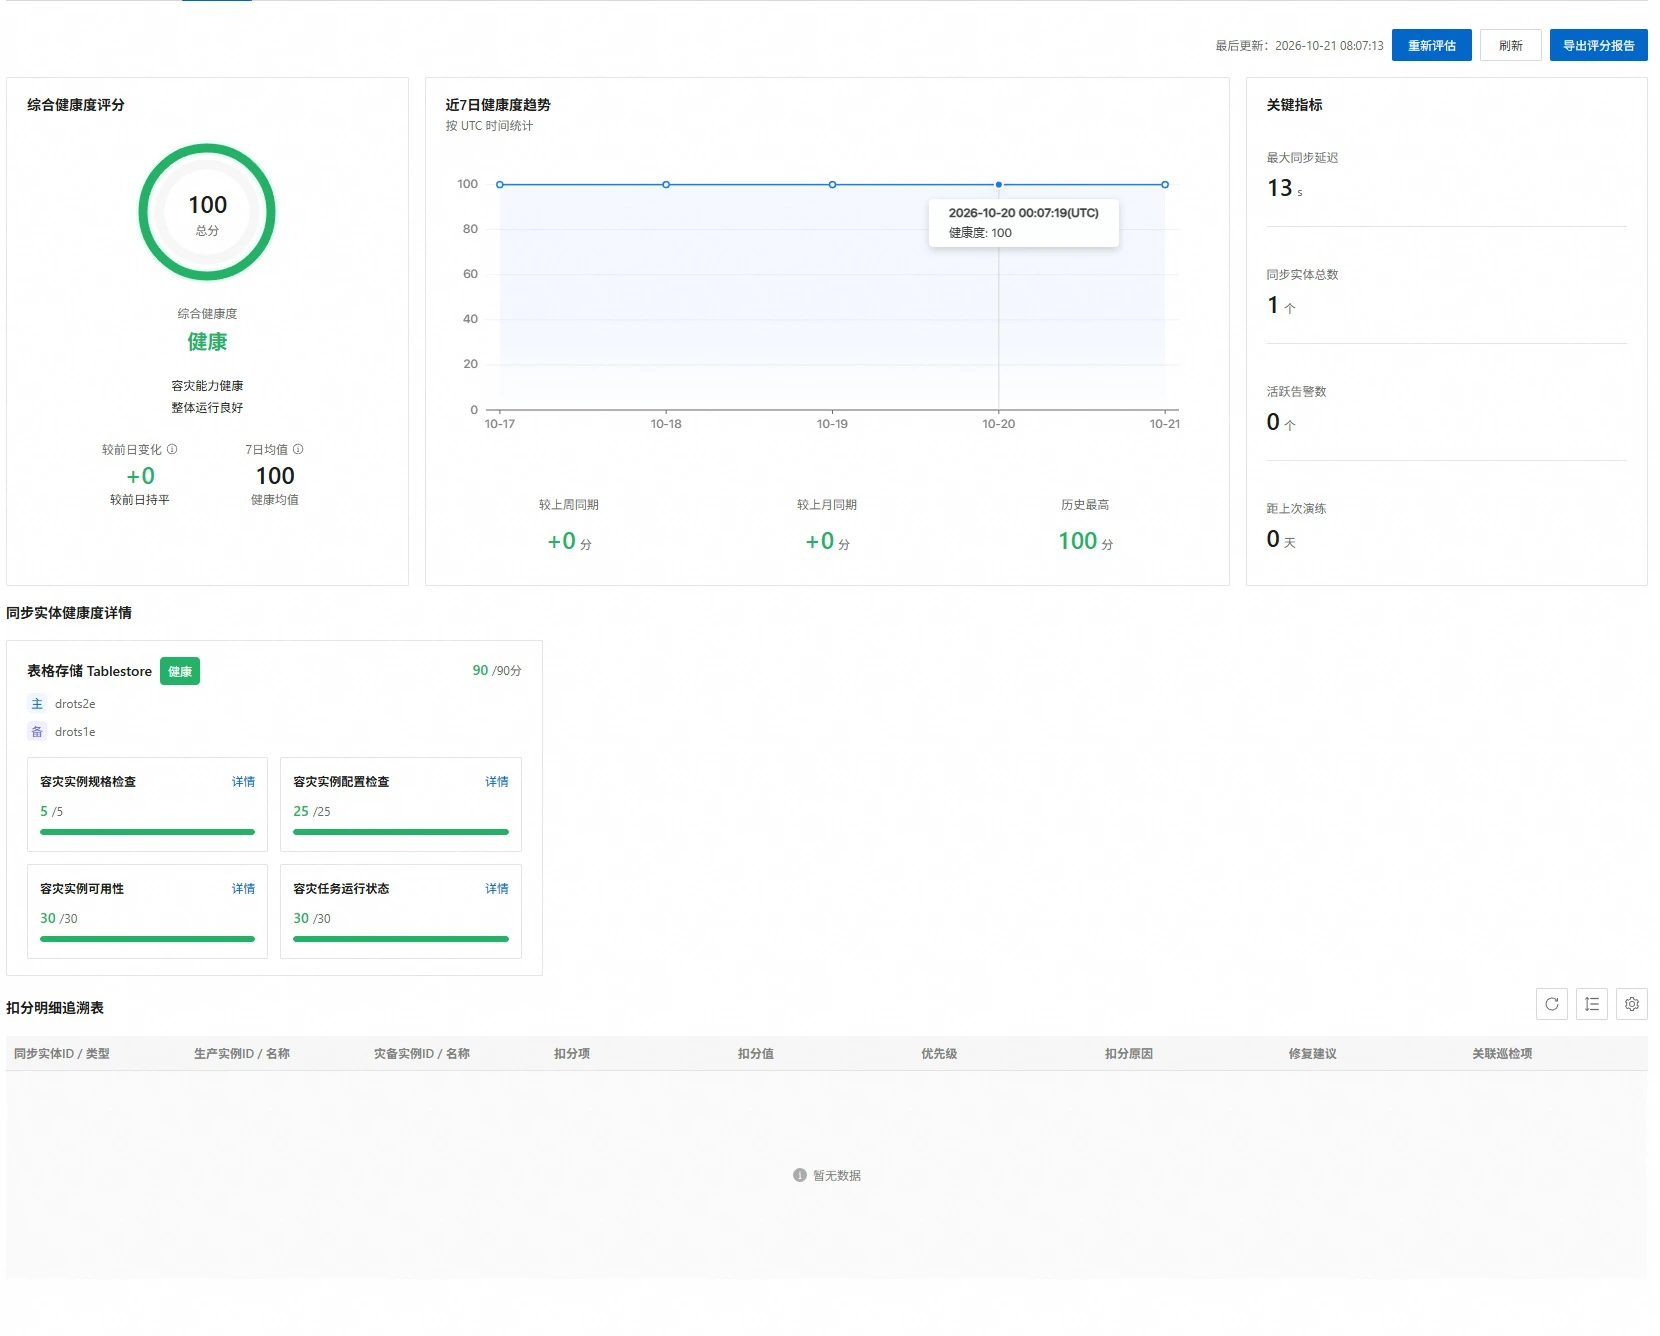 最后更新：2026-10-21 08:07:13
重新评估
刷新
导出评分报告
综合健康度评分
100
总分
综合健康度
健康
容灾能力健康
整体运行良好
较前日变化
+0
较前日持平
7日均值
100
健康均值
近7日健康度趋势
按 UTC 时间统计
100
80
60
40
20
0
10-17
10-18
10-19
10-20
10-21
2026-10-20 00:07:19(UTC)
健康度: 100
较上周同期
+0 分
较上月同期
+0 分
历史最高
100 分
关键指标
最大同步延迟
13 s
同步实体总数
1 个
活跃告警数
0 个
距上次演练
0 天
同步实体健康度详情
表格存储 Tablestore 健康 90 /90分
主 drots2e
备 drots1e
容灾实例规格检查 详情
5 /5
容灾实例配置检查 详情
25 /25
容灾实例可用性 详情
30 /30
容灾任务运行状态 详情
30 /30
扣分明细追溯表
同步实体ID / 类型
生产实例ID / 名称
灾备实例ID / 名称
扣分项
扣分值
优先级
扣分原因
修复建议
关联巡检项
暂无数据